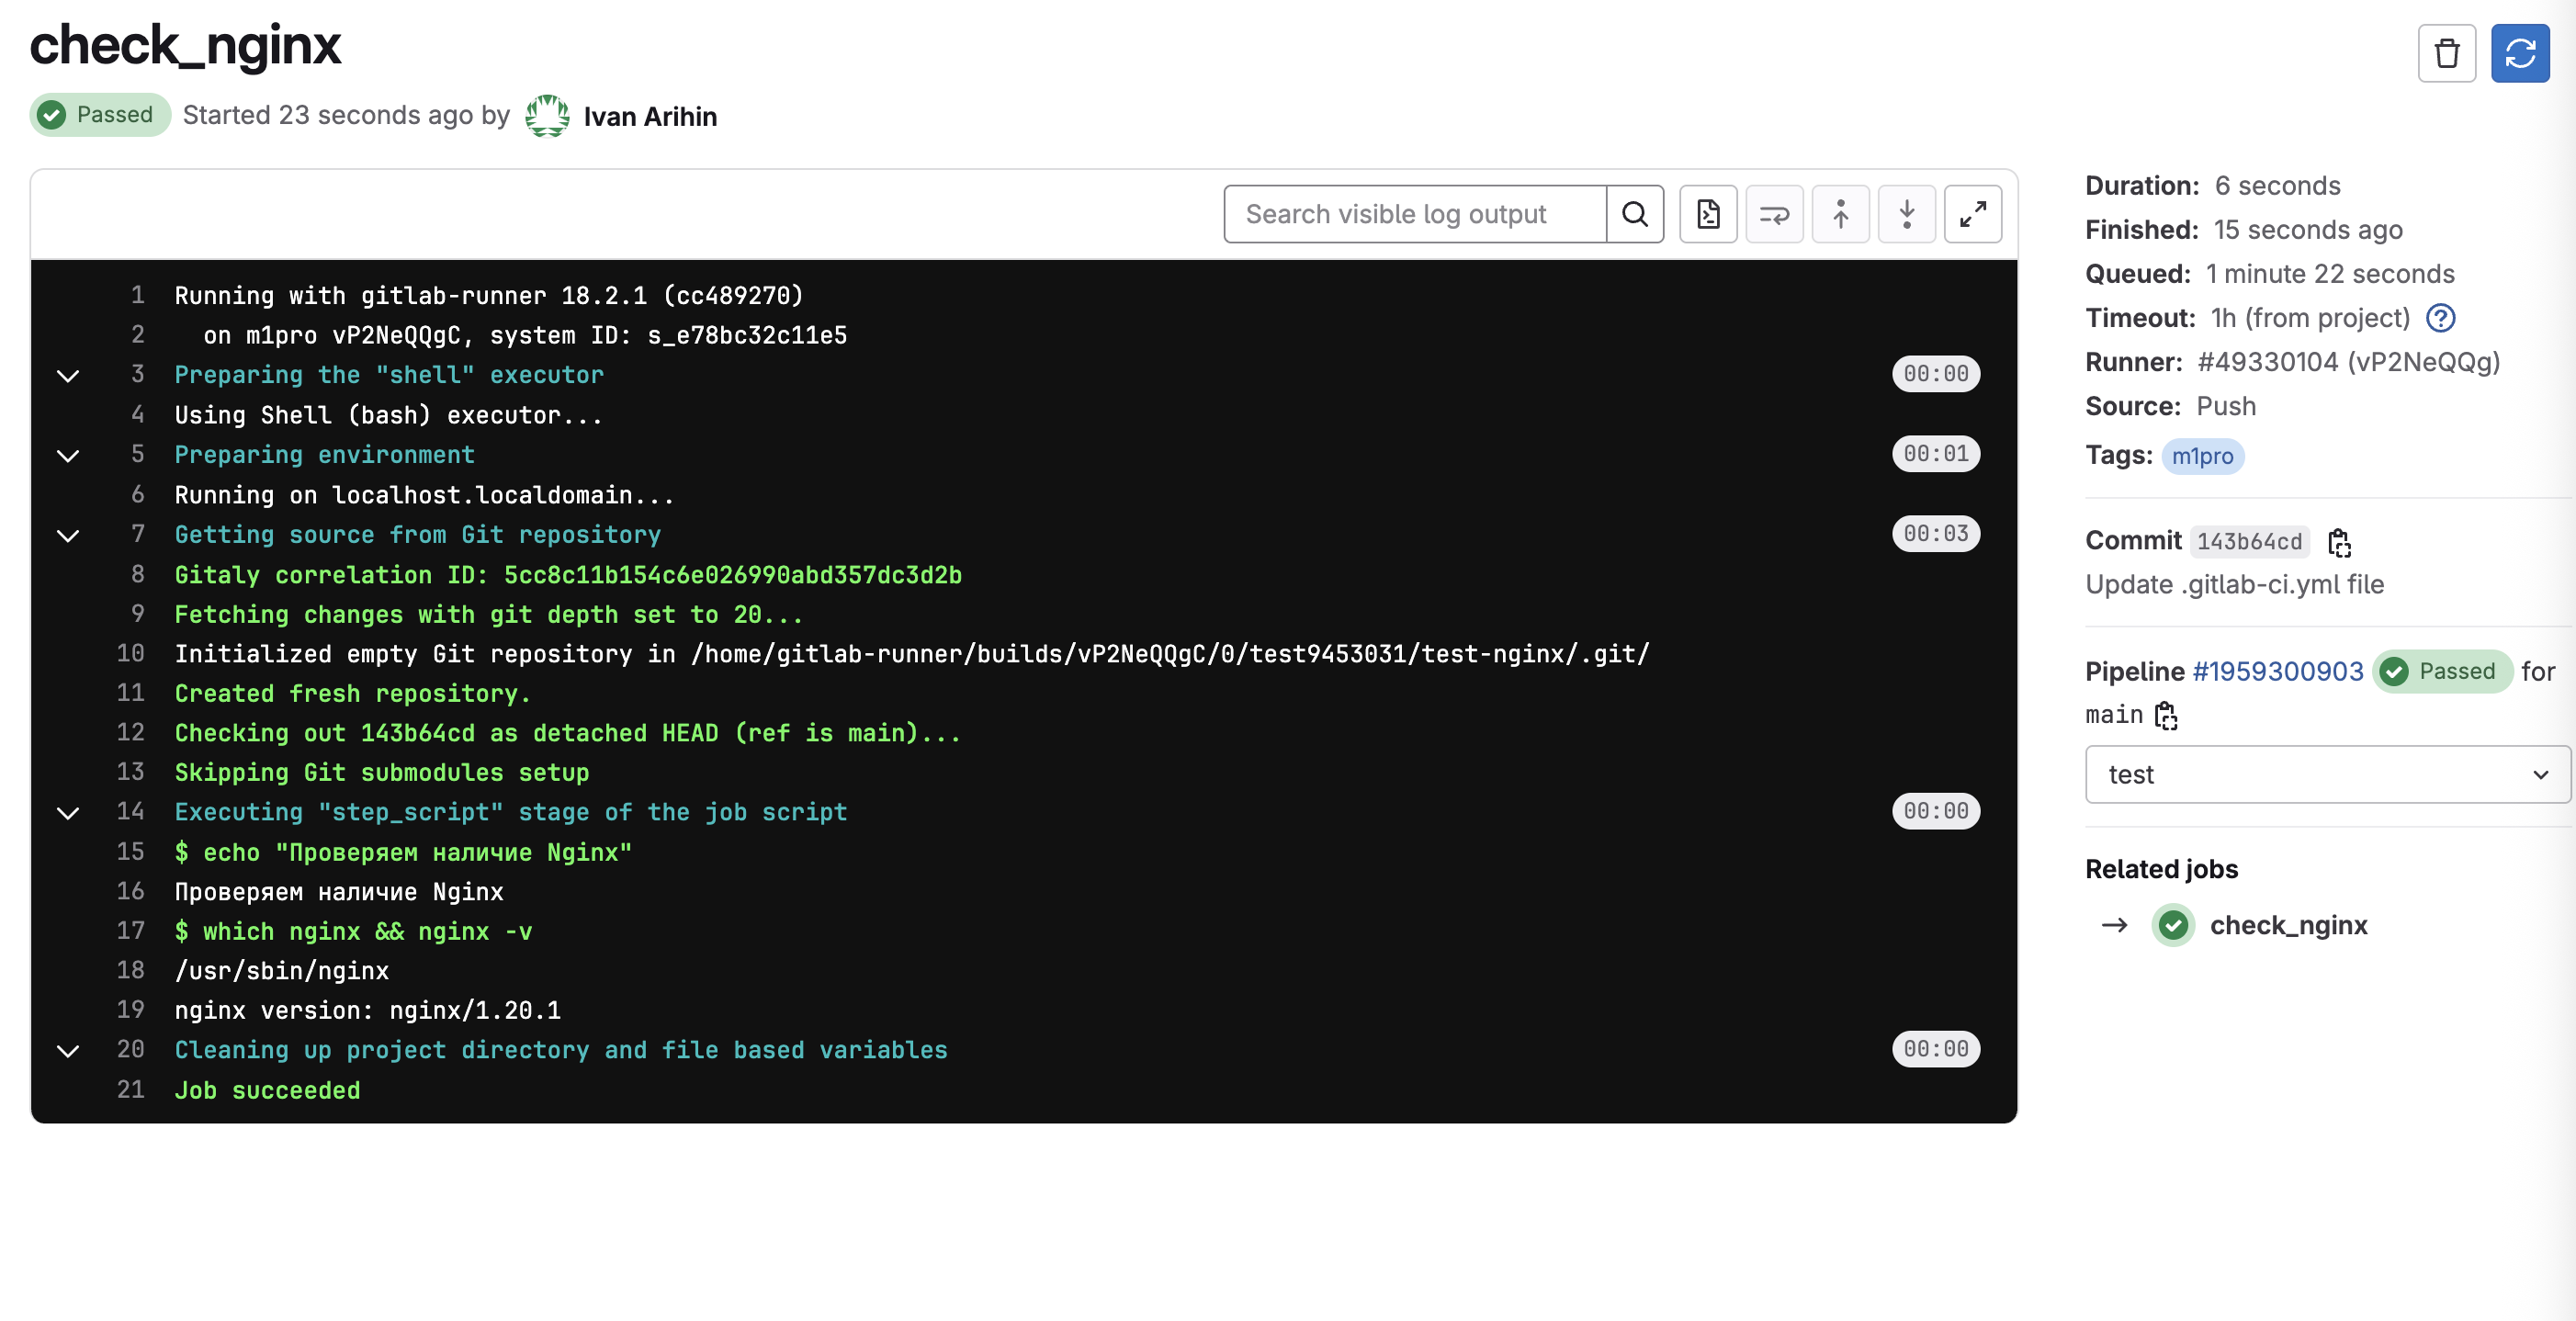 check_nginx
Passed Started 23 seconds ago by Ivan Arihin
Search visible log output
1 Running with gitlab-runner 18.2.1 (cc489270)
2 on m1pro vP2NeQQgC, system ID: s_e78bc32c11e5
3 Preparing the "shell" executor 00:00
4 Using Shell (bash) executor...
5 Preparing environment 00:01
6 Running on localhost.localdomain...
7 Getting source from Git repository 00:03
8 Gitaly correlation ID: 5cc8c11b154c6e026990abd357dc3d2b
9 Fetching changes with git depth set to 20...
10 Initialized empty Git repository in /home/gitlab-runner/builds/vP2NeQQgC/0/test9453031/test-nginx/.git/
11 Created fresh repository.
12 Checking out 143b64cd as detached HEAD (ref is main)...
13 Skipping Git submodules setup
14 Executing "step_script" stage of the job script 00:00
15 $ echo "Проверяем наличие Nginx"
16 Проверяем наличие Nginx
17 $ which nginx && nginx -v
18 /usr/sbin/nginx
19 nginx version: nginx/1.20.1
20 Cleaning up project directory and file based variables 00:00
21 Job succeeded
Duration: 6 seconds
Finished: 15 seconds ago
Queued: 1 minute 22 seconds
Timeout: 1h (from project)
Runner: #49330104 (vP2NeQQg)
Source: Push
Tags: m1pro
Commit 143b64cd
Update .gitlab-ci.yml file
Pipeline #1959300903 Passed for
main
test
Related jobs
→ check_nginx